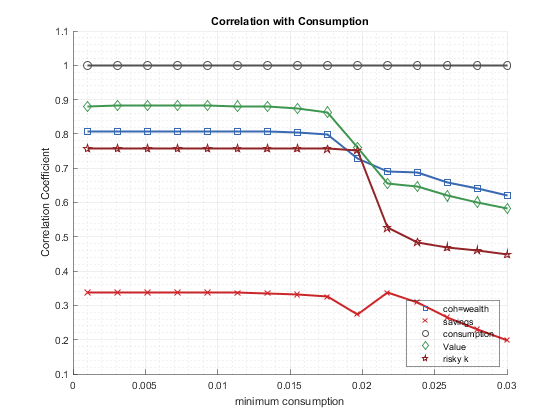 Correlation with Consumption
1.1
1
0.9
0.8
0.7
0.6
0.5
0.4
0.3
0.2
0.1
Correlation Coefficient
coh=wealth
savings
consumption
Value
risky k
0
0.005
0.01
0.015
0.02
0.025
0.03
minimum consumption